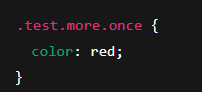 .test.more.once {
  color: red;
}